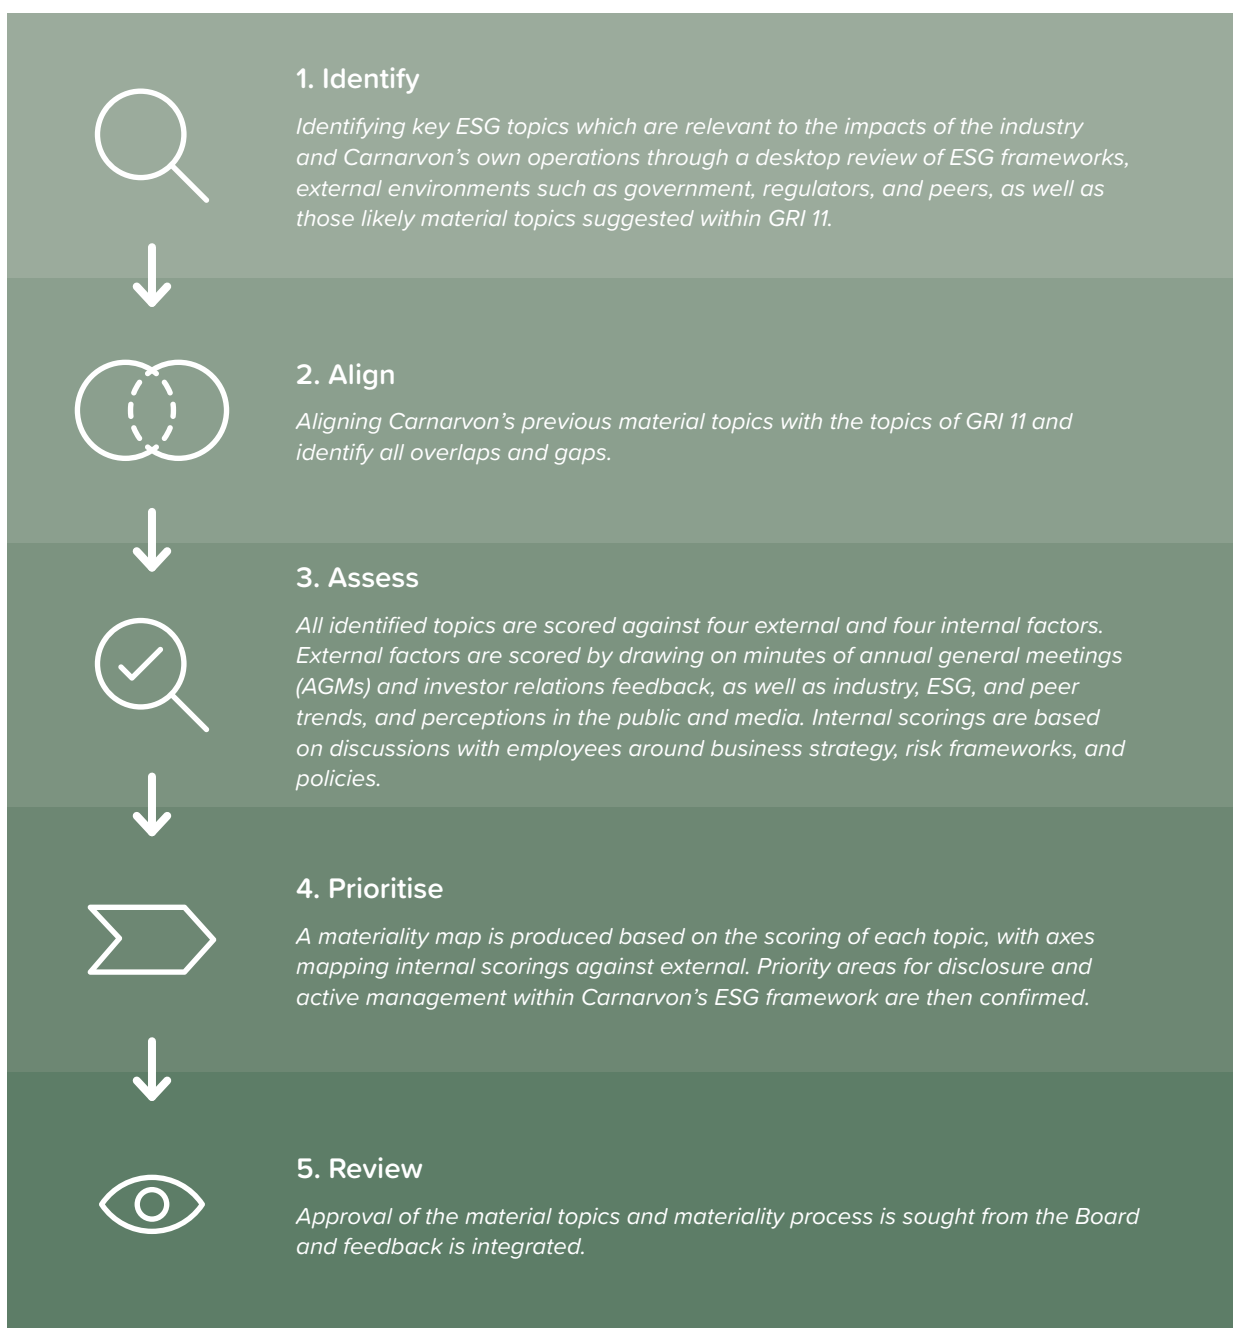 1. Identify
Identifying key ESG topics which are relevant to the impacts of the industry
and Carnarvon’s own operations through a desktop review of ESG frameworks,
external environments such as government, regulators, and peers, as well as
those likely material topics suggested within GRI 11.
2. Align
Aligning Carnarvon’s previous material topics with the topics of GRI 11 and
identify all overlaps and gaps.
3. Assess
All identified topics are scored against four external and four internal factors.
External factors are scored by drawing on minutes of annual general meetings
(AGMs) and investor relations feedback, as well as industry, ESG, and peer
trends, and perceptions in the public and media. Internal scorings are based
on discussions with employees around business strategy, risk frameworks, and
policies.
4. Prioritise
A materiality map is produced based on the scoring of each topic, with axes
mapping internal scorings against external. Priority areas for disclosure and
active management within Carnarvon’s ESG framework are then confirmed.
5. Review
Approval of the material topics and materiality process is sought from the Board
and feedback is integrated.